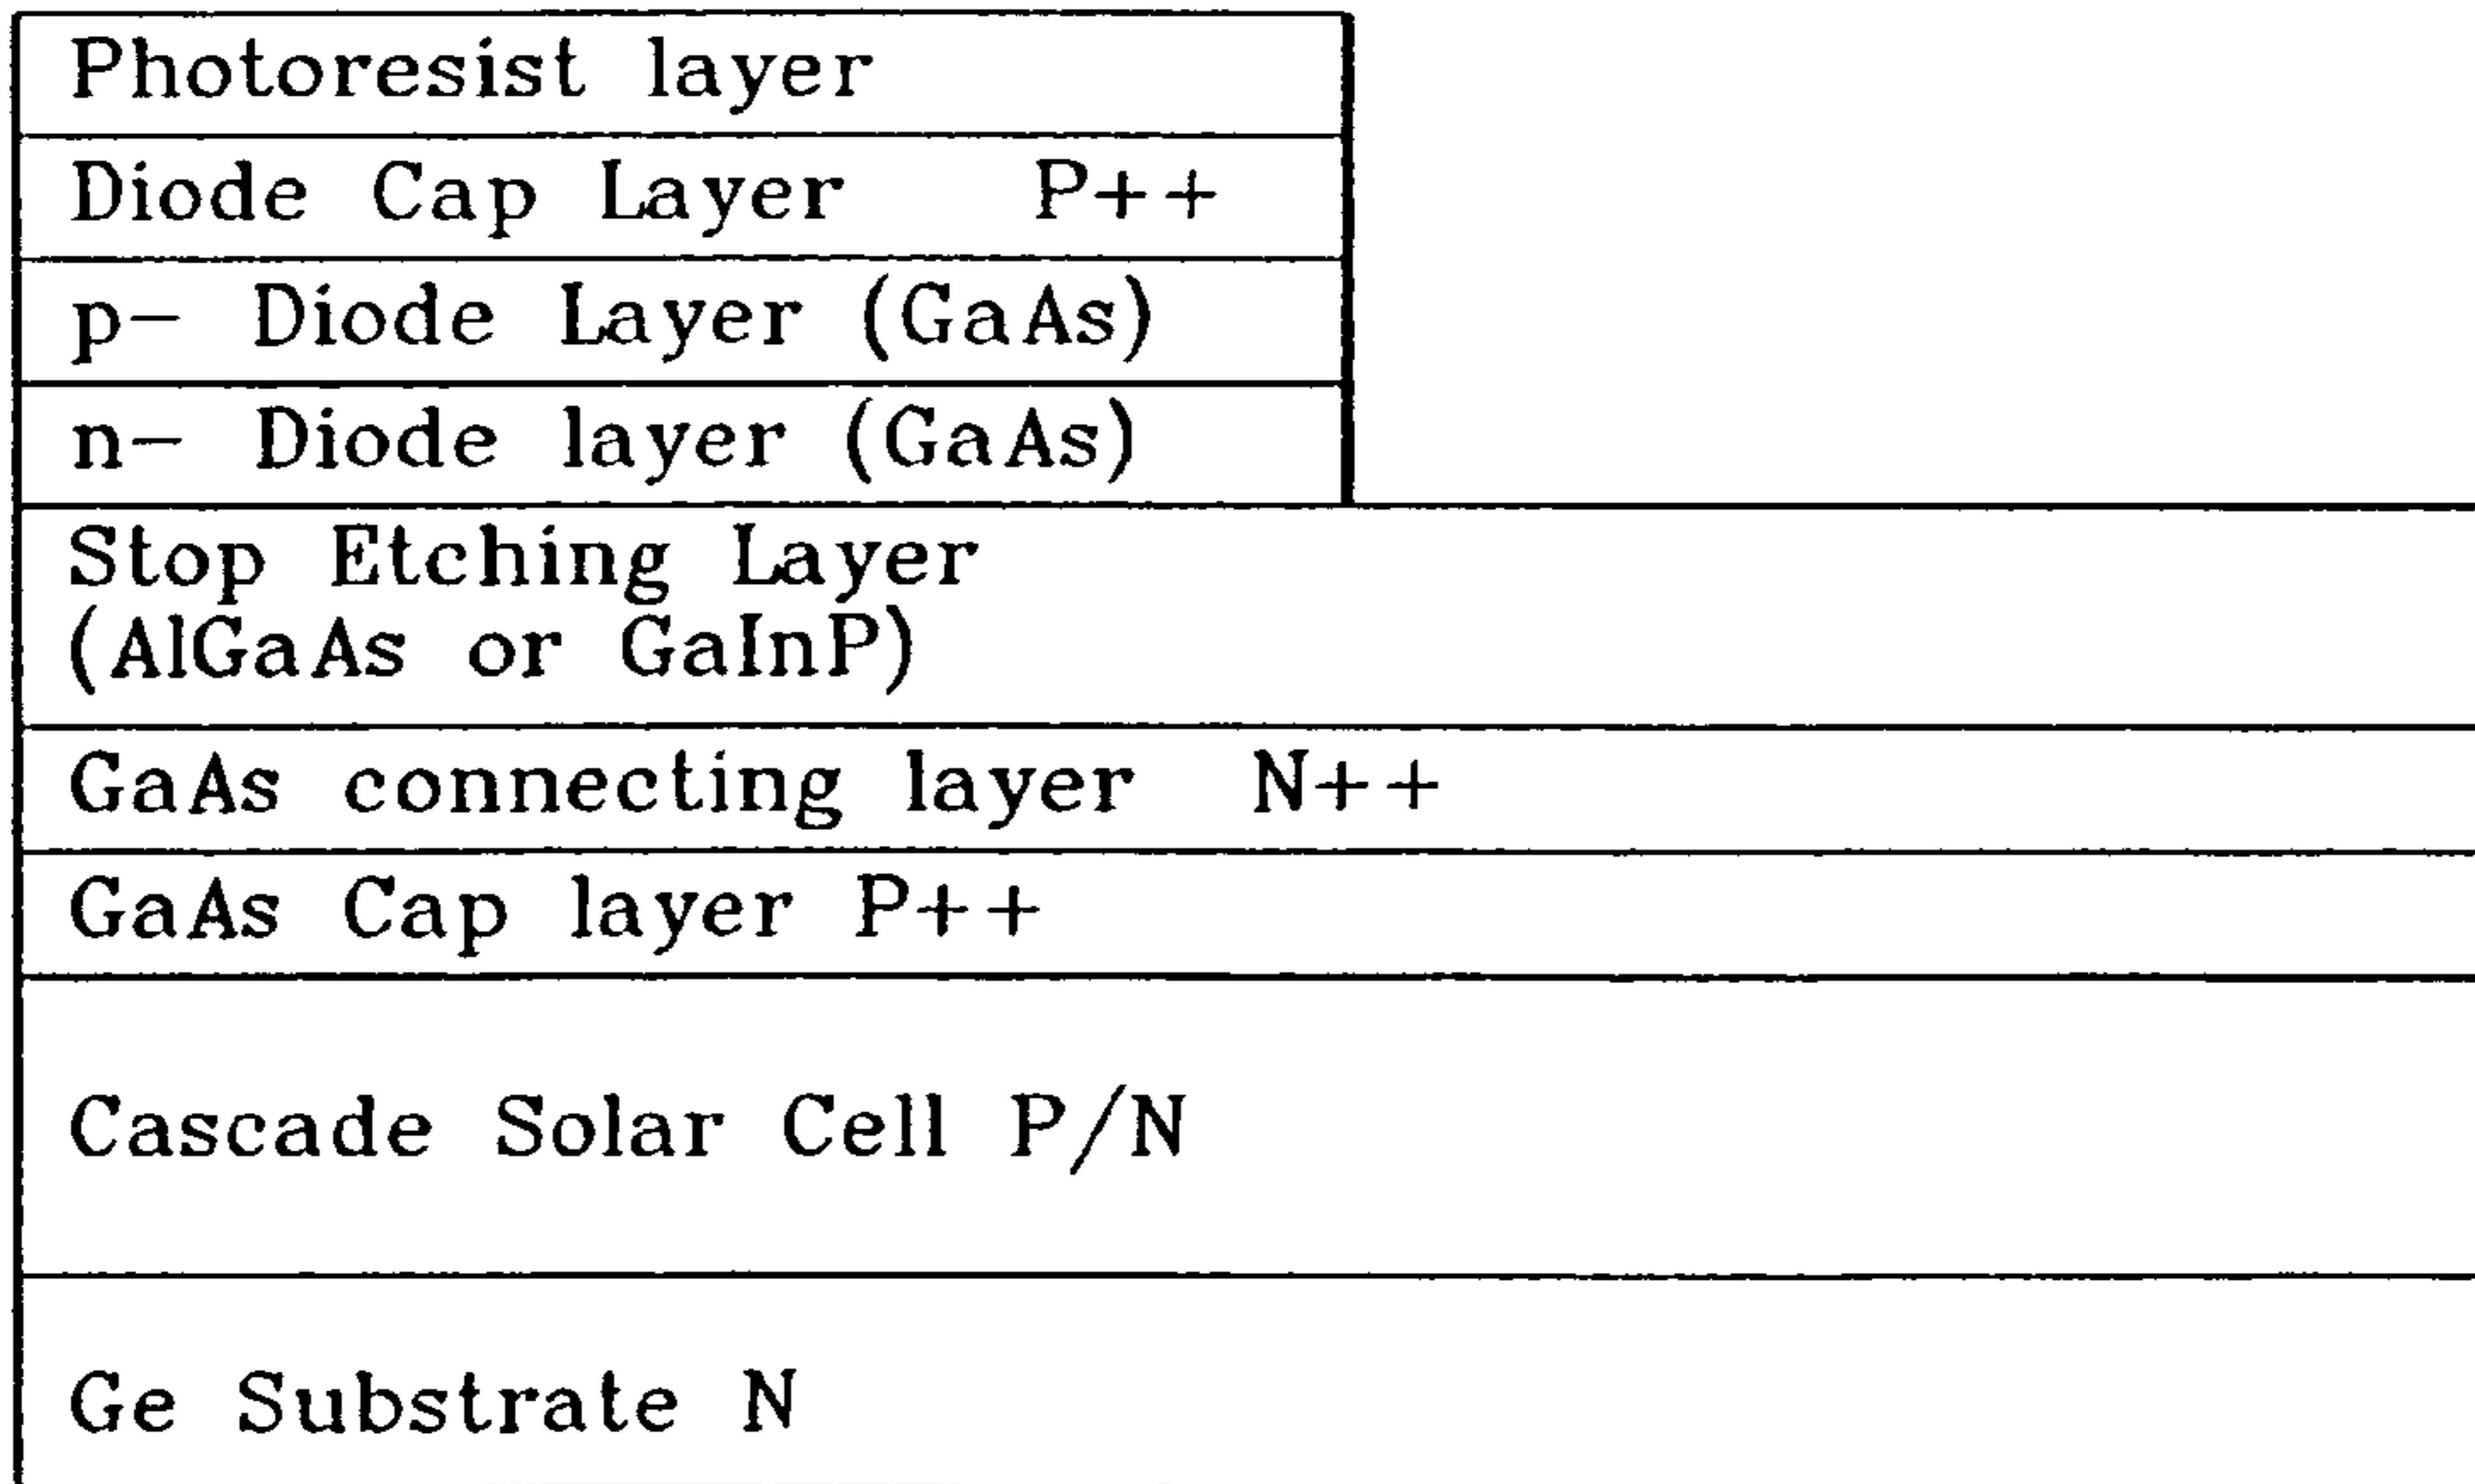 Photoresist layer
Diode Cap Layer P++
p- Diode Layer (GaAs)
n- Diode layer (GaAs)
Stop Etching Layer
(AlGaAs or GaInP)
GaAs connecting layer N++
GaAs Cap layer P++
Cascade Solar Cell P/N
Ge Substrate N